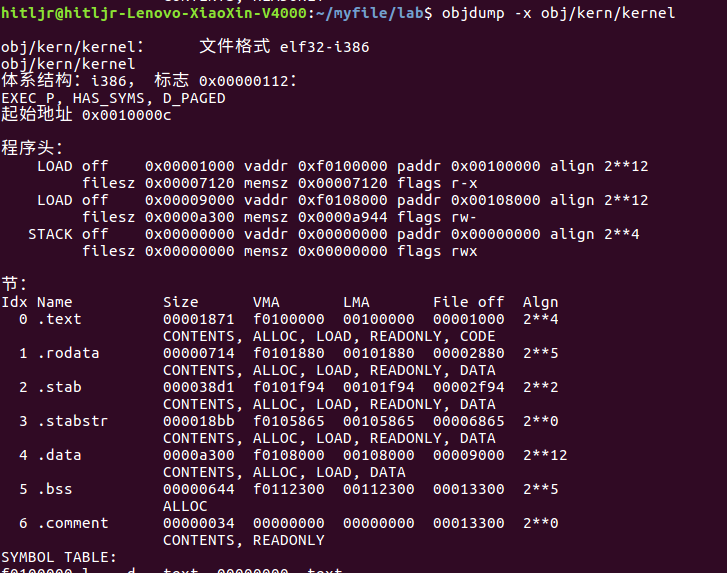 CONTENTS, READONLY
hitljr@hitljr-Lenovo-XiaoXin-V4000:~/myfile/lab$ objdump -x obj/kern/kernel
obj/kern/kernel： 文件格式 elf32-i386
obj/kern/kernel
体系结构：i386， 标志 0x00000112：
EXEC_P, HAS_SYMS, D_PAGED
起始地址 0x0010000c
程序头：
LOAD off 0x00001000 vaddr 0xf0100000 paddr 0x00100000 align 2**12
filesz 0x00007120 memsz 0x00007120 flags r-x
LOAD off 0x00009000 vaddr 0xf0108000 paddr 0x00108000 align 2**12
filesz 0x0000a300 memsz 0x0000a944 flags rw-
STACK off 0x00000000 vaddr 0x00000000 paddr 0x00000000 align 2**4
filesz 0x00000000 memsz 0x00000000 flags rwx
节：
Idx Name Size VMA LMA File off Algn
0 .text 00001871 f0100000 00100000 00001000 2**4
CONTENTS, ALLOC, LOAD, READONLY, CODE
1 .rodata 00000714 f0101880 00101880 00002880 2**5
CONTENTS, ALLOC, LOAD, READONLY, DATA
2 .stab 000038d1 f0101f94 00101f94 00002f94 2**2
CONTENTS, ALLOC, LOAD, READONLY, DATA
3 .stabstr 000018bb f0105865 00105865 00006865 2**0
CONTENTS, ALLOC, LOAD, READONLY, DATA
4 .data 0000a300 f0108000 00108000 00009000 2**12
CONTENTS, ALLOC, LOAD, DATA
5 .bss 00000644 f0112300 00112300 00013300 2**5
ALLOC
6 .comment 00000034 00000000 00000000 00013300 2**0
CONTENTS, READONLY
SYMBOL TABLE:
f0100000 l d .text 00000000 .text